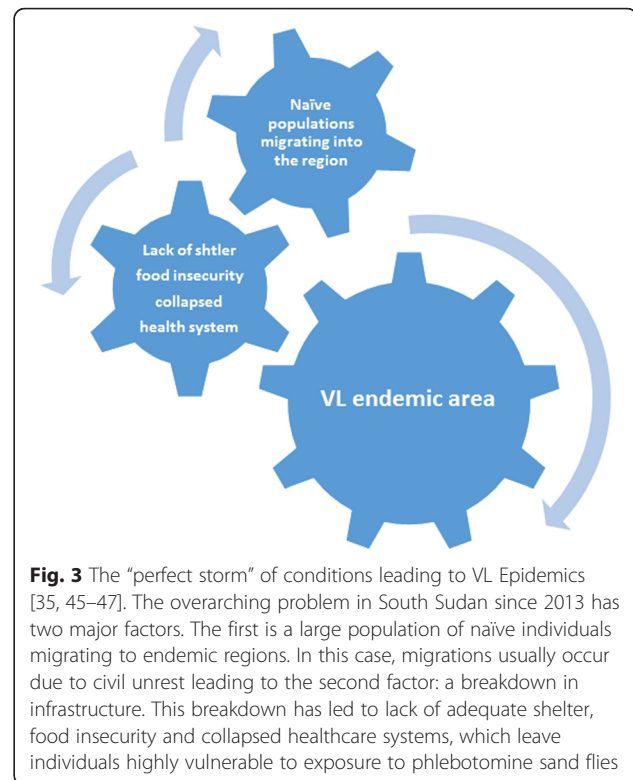 Naïve
populations
migrating into
the region
Lack of shtler
food insecurity
collapsed
health system
VL endemic area
Fig. 3 The “perfect storm” of conditions leading to VL Epidemics
[35, 45–47]. The overarching problem in South Sudan since 2013 has
two major factors. The first is a large population of naïve individuals
migrating to endemic regions. In this case, migrations usually occur
due to civil unrest leading to the second factor: a breakdown in
infrastructure. This breakdown has led to lack of adequate shelter,
food insecurity and collapsed healthcare systems, which leave
individuals highly vulnerable to exposure to phlebotomine sand flies